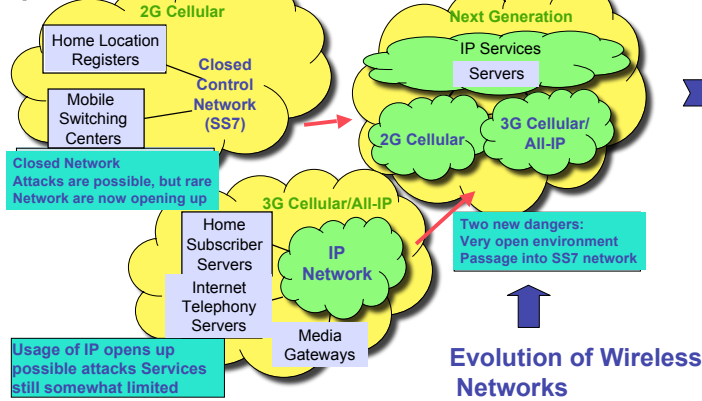 2G Cellular
Home Location
Registers
Closed
Control
Network
(SS7)
Mobile
Switching
Centers
Closed Network
Attacks are possible, but rare
Network are now opening up
Next Generation
IP Services
Servers
2G Cellular
3G Cellular/
All-IP
Two new dangers:
Very open environment
Passage into SS7 network
3G Cellular/All-IP
Home
Subscriber
Servers
IP
Network
Internet
Telephony
Servers
Media
Gateways
Usage of IP opens up
possible attacks Services
still somewhat limited
Evolution of Wireless
Networks